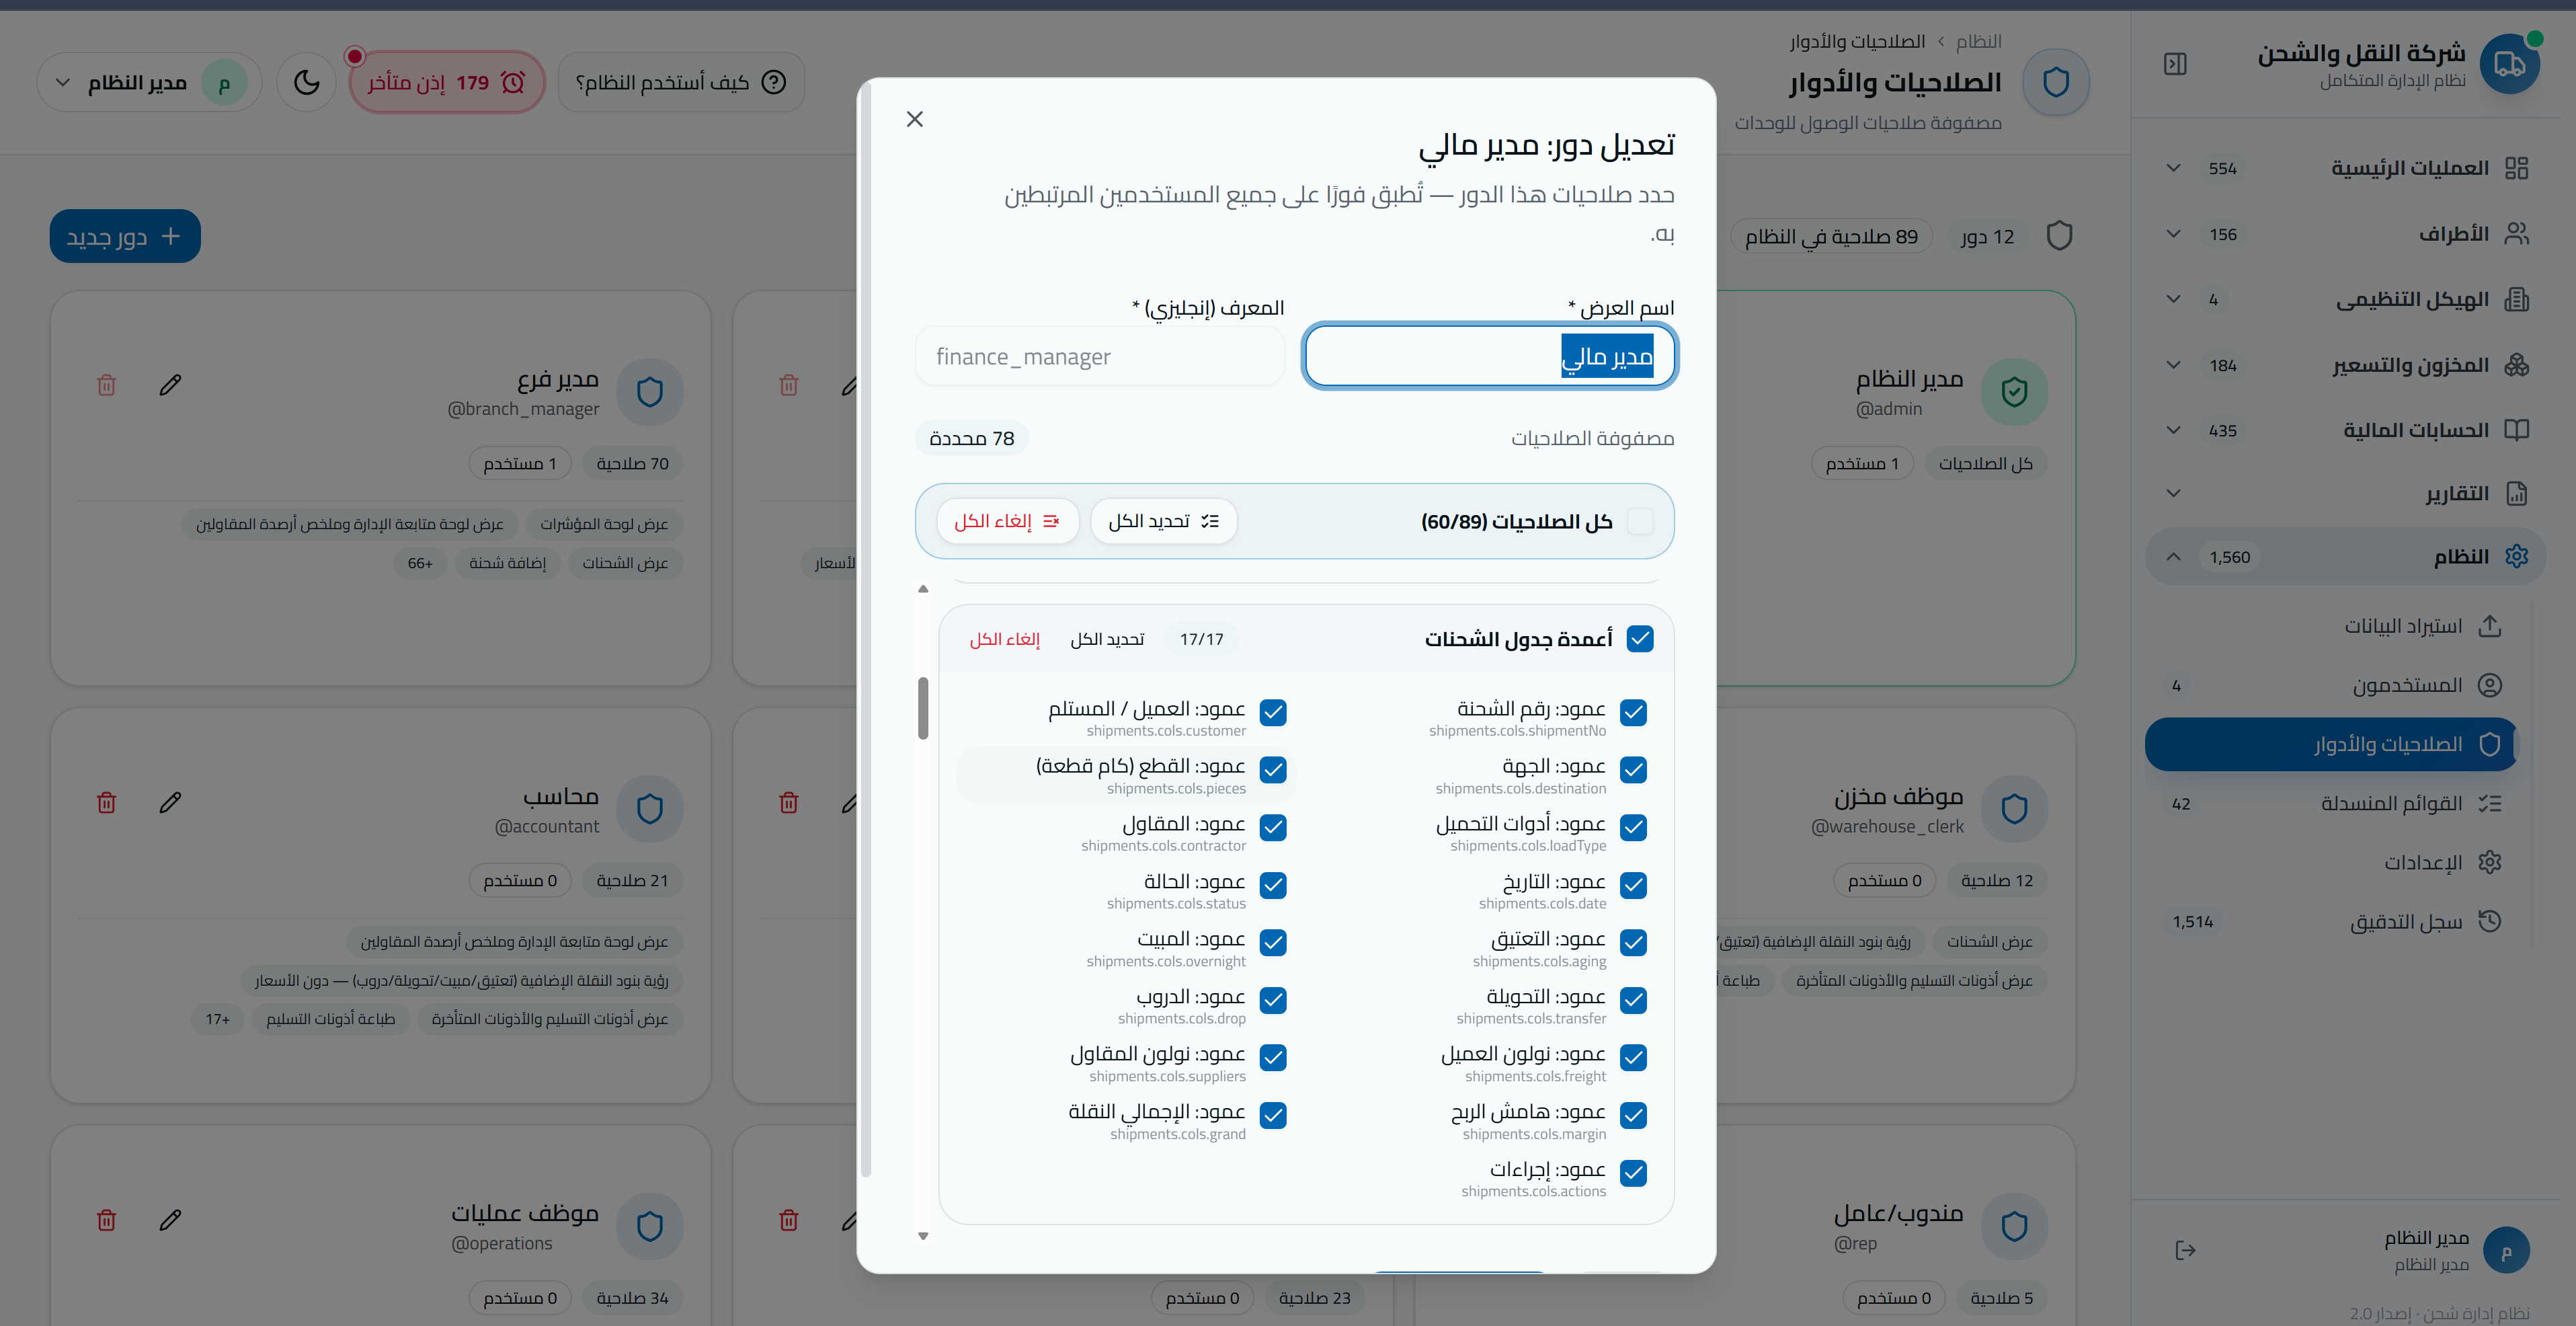 شركة النقل والشحن
نظام الإدارة المتكامل
العمليات الرئيسية 554
الأطراف 156
الهيكل التنظيمى 4
المخزون والتسعير 184
الحسابات المالية 435
التقارير
النظام 1,560
استيراد البيانات
المستخدمون 4
الصلاحيات والأدوار
القوائم المنسدلة 42
الإعدادات
سجل التدقيق 1,514
م
مدير النظام
مدير النظام
نظام إدارة شحن · إصدار 2.0
النظام › الصلاحيات والأدوار
الصلاحيات والأدوار
مصفوفة صلاحيات الوصول للوحدات
كيف أستخدم النظام؟
179 إذن متأخر
م مدير النظام
12 دور
89 صلاحية في النظام
دور جديد
مدير النظام
@admin
كل الصلاحيات
1 مستخدم
مدير فرع
@branch_manager
70 صلاحية
1 مستخدم
عرض لوحة المؤشرات
عرض لوحة متابعة الإدارة وملخص أرصدة المقاولين
عرض الشحنات
إضافة شحنة
+66
موظف مخزن
@warehouse_clerk
12 صلاحية
0 مستخدم
عرض الشحنات
رؤية بنود النقلة الإضافية (تعتيق/
عرض أذونات التسليم والأذونات المتأخرة
طباعة
محاسب
@accountant
21 صلاحية
0 مستخدم
عرض لوحة متابعة الإدارة وملخص أرصدة المقاولين
رؤية بنود النقلة الإضافية (تعتيق/مبيت/تحويلة/دروب) — دون الأسعار
عرض أذونات التسليم والأذونات المتأخرة
طباعة أذونات التسليم
+17
مندوب/عامل
@rep
5 صلاحية
0 مستخدم
23 صلاحية
0 مستخدم
موظف عمليات
@operations
34 صلاحية
0 مستخدم
تعديل دور: مدير مالي
حدد صلاحيات هذا الدور — تُطبق فورًا على جميع المستخدمين المرتبطين
به.
اسم العرض *
مدير مالي
المعرف (إنجليزي) *
finance_manager
مصفوفة الصلاحيات
78 محددة
كل الصلاحيات (60/89)
تحديد الكل
إلغاء الكل
أعمدة جدول الشحنات
17/17
تحديد الكل
إلغاء الكل
عمود: رقم الشحنة
shipments.cols.shipmentNo
عمود: العميل / المستلم
shipments.cols.customer
عمود: الجهة
shipments.cols.destination
عمود: القطع (كام قطعة)
shipments.cols.pieces
عمود: أدوات التحميل
shipments.cols.loadType
عمود: المقاول
shipments.cols.contractor
عمود: التاريخ
shipments.cols.date
عمود: الحالة
shipments.cols.status
عمود: التعتيق
shipments.cols.aging
عمود: المبيت
shipments.cols.overnight
عمود: التحويلة
shipments.cols.transfer
عمود: الدروب
shipments.cols.drop
عمود: نولون العميل
shipments.cols.freight
عمود: نولون المقاول
shipments.cols.suppliers
عمود: هامش الربح
shipments.cols.margin
عمود: الإجمالي النقلة
shipments.cols.grand
عمود: إجراءات
shipments.cols.actions